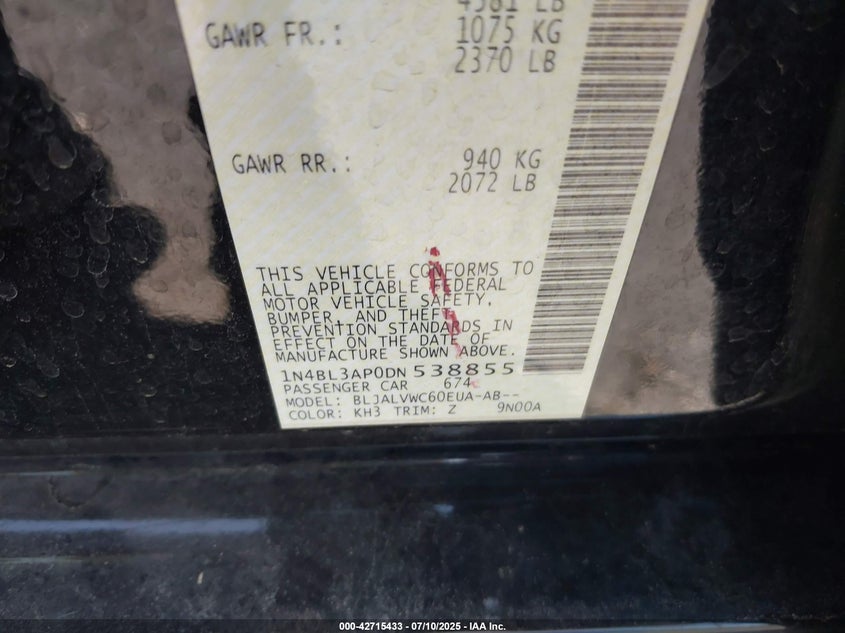 4581 LB
GAWR FR.: 1075 KG
2370 LB
GAWR RR.: 940 KG
2072 LB
THIS VEHICLE CONFORMS TO
ALL APPLICABLE FEDERAL
MOTOR VEHICLE SAFETY,
BUMPER, AND THEFT
PREVENTION STANDARDS IN
EFFECT ON THE DATE OF
MANUFACTURE SHOWN ABOVE.
1N4BL3AP0DN538855
PASSENGER CAR 674
MODEL: BLJALVWC60EUA-AB--
COLOR: KH3 TRIM: Z 9N00A
000-42715433 - 07/10/2025 - IAA Inc.